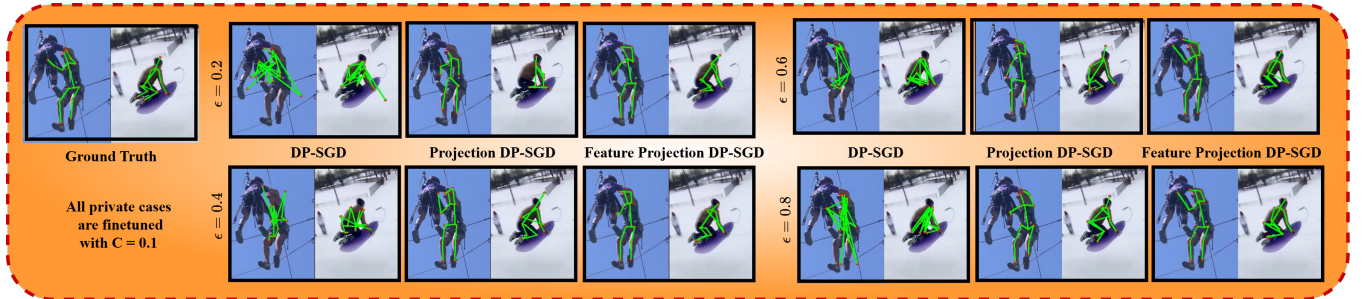 ϵ = 0.2
ϵ = 0.6
Ground Truth
DP-SGD
Projection DP-SGD
Feature Projection DP-SGD
DP-SGD
Projection DP-SGD
Feature Projection DP-SGD
All private cases
are finetuned
with C = 0.1
ϵ = 0.4
ϵ = 0.8